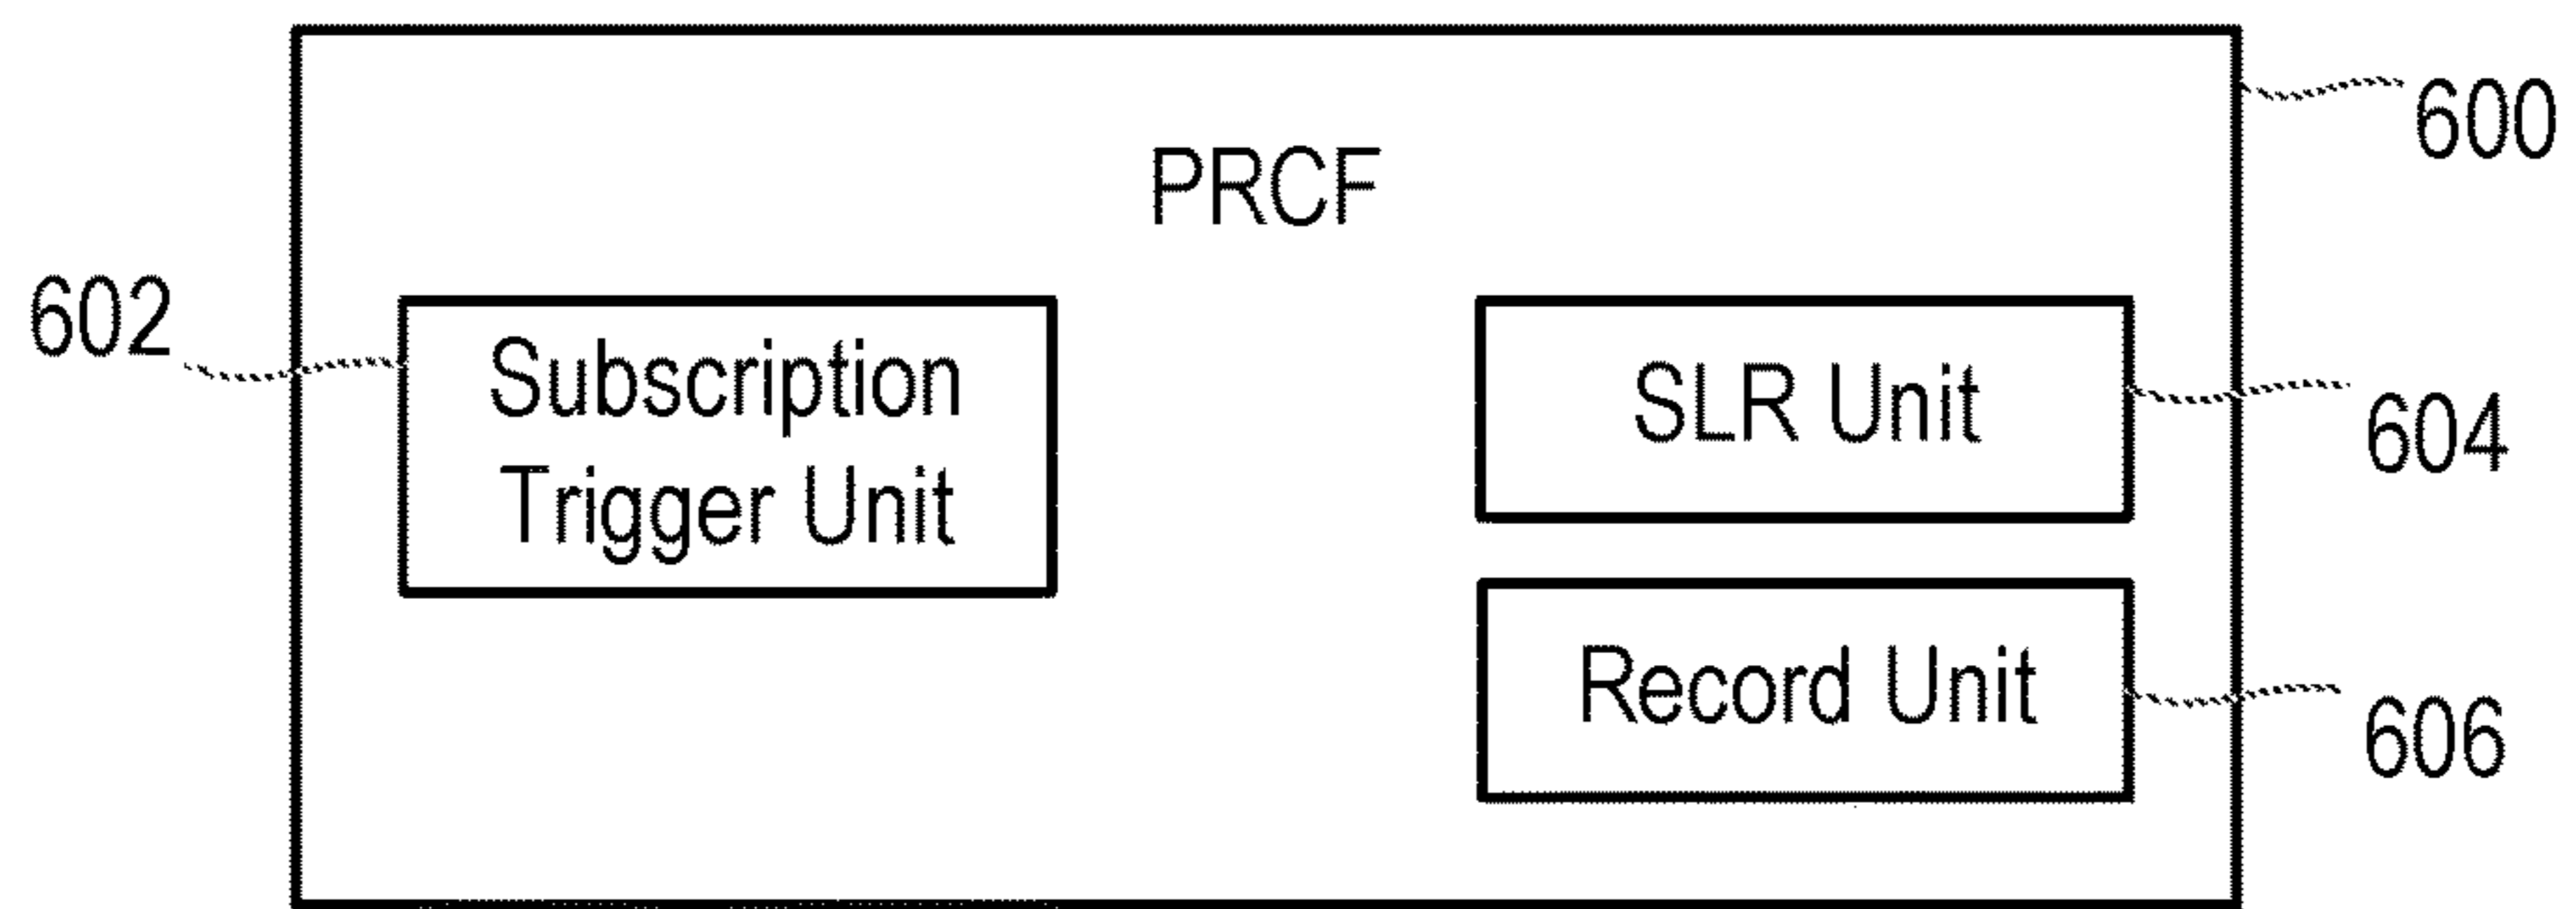 PRCF
600
602
Subscription
Trigger Unit
SLR Unit
604
Record Unit
606